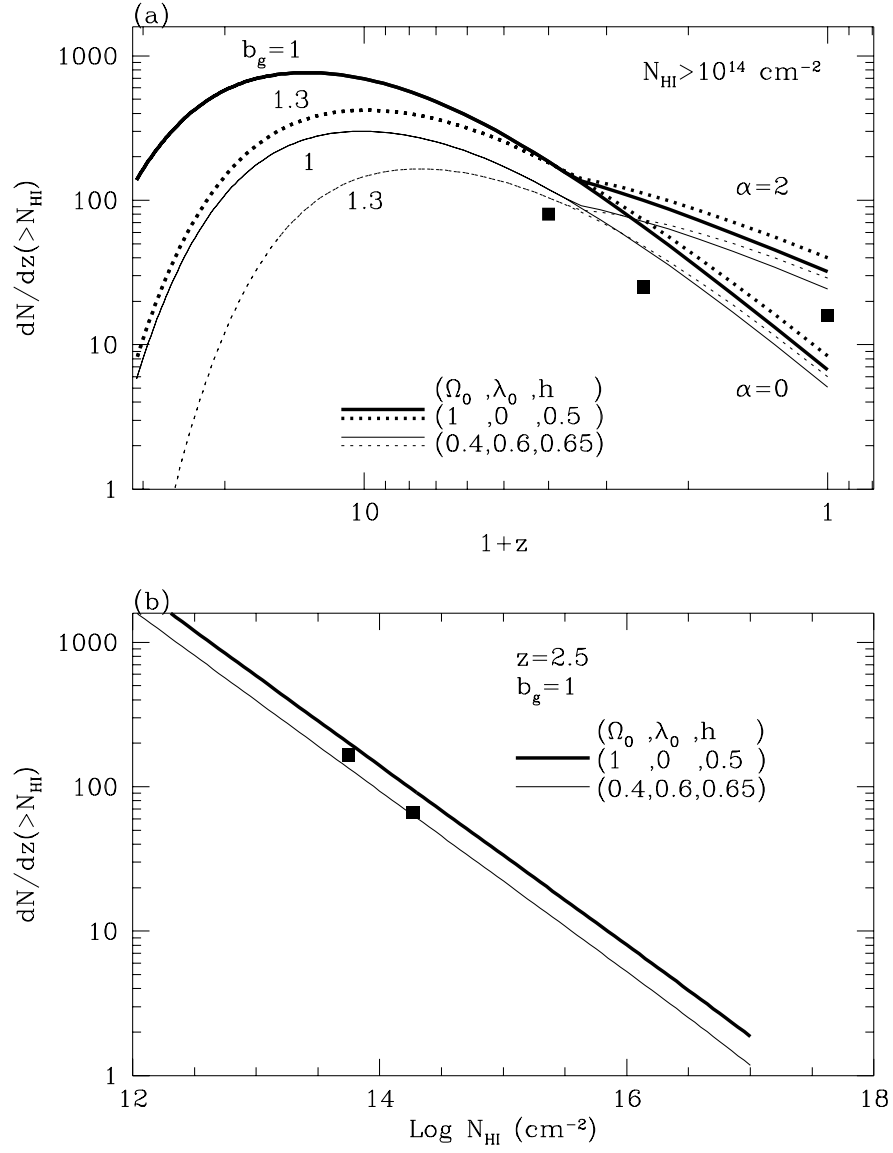 (a)
1000
b_g=1
N_HI>10^14 cm^−2
1.3
1
100
1.3
α=2
dN/dz(>N_HI)
10
α=0
(Ω_0 ,λ_0 ,h )
(1 ,0 ,0.5 )
(0.4,0.6,0.65)
1
10
1
1+z
(b)
1000
z=2.5
b_g=1
(Ω_0 ,λ_0 ,h )
(1 ,0 ,0.5 )
(0.4,0.6,0.65)
100
dN/dz(>N_HI)
10
1
12
14
16
18
Log N_HI (cm^−2)